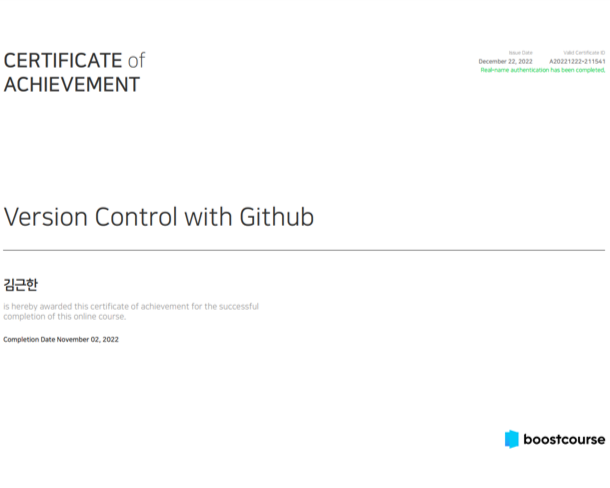 CERTIFICATE of
ACHIEVEMENT
Issue Date Valid Certificate ID
December 22, 2022 A20221222-211541
Real-name authentication has been completed.
Version Control with Github
김근한
is hereby awarded this certificate of achievement for the successful
completion of this online course.
Completion Date November 02, 2022
boostcourse